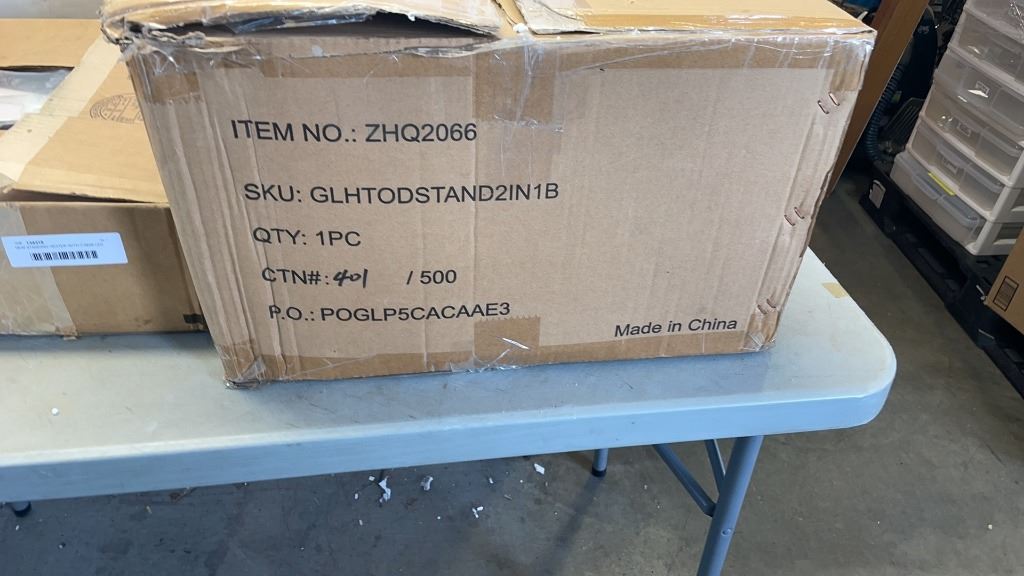 ITEM NO.: ZHQ2066
SKU: GLHTODSTAND2IN1B
QTY: 1PC
CTN#: 401 / 500
P.O.: POGLP5CACAAE3
Made in China